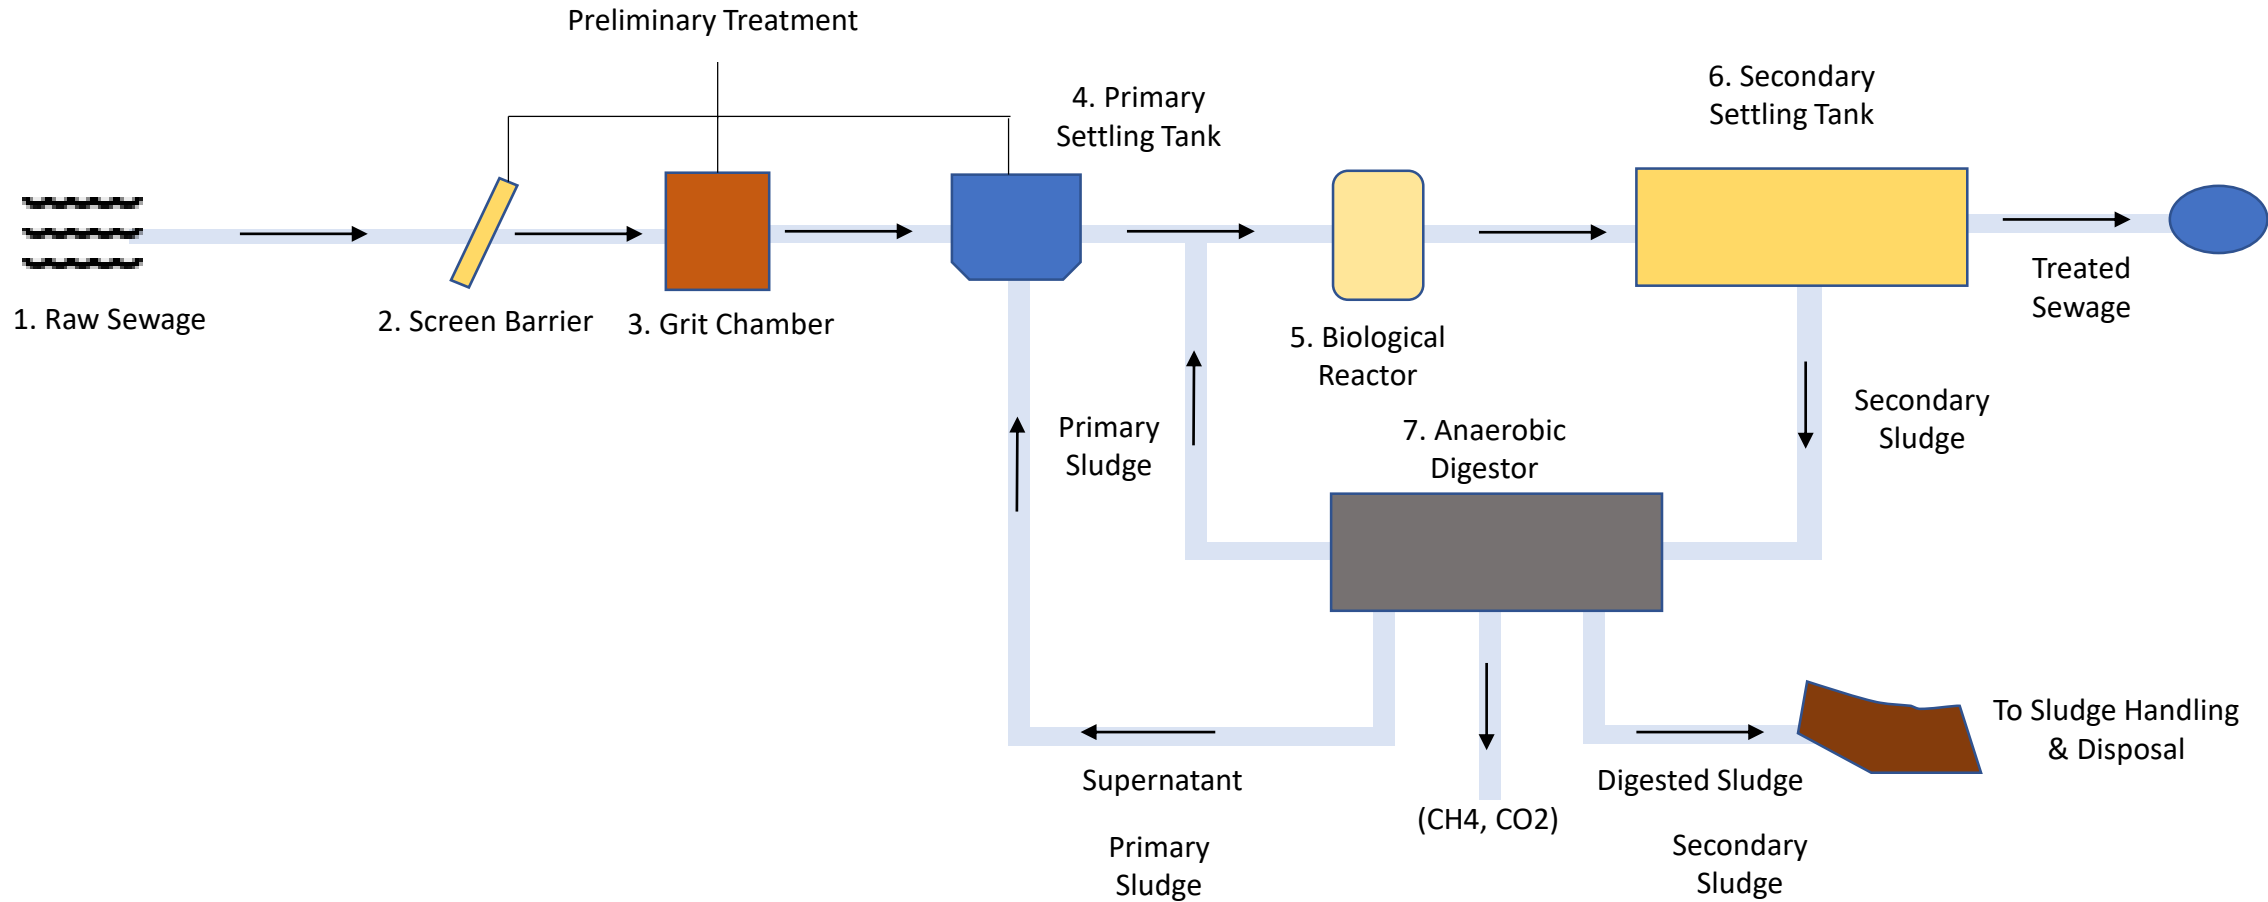 Preliminary Treatment
6. Secondary
Settling Tank
4. Primary
Settling Tank
Treated
Sewage
1. Raw Sewage
2. Screen Barrier
3. Grit Chamber
5. Biological
Reactor
Secondary
Sludge
Primary
Sludge
7. Anaerobic
Digestor
To Sludge Handling
& Disposal
Supernatant
Digested Sludge
(CH4, CO2)
Primary
Sludge
Secondary
Sludge